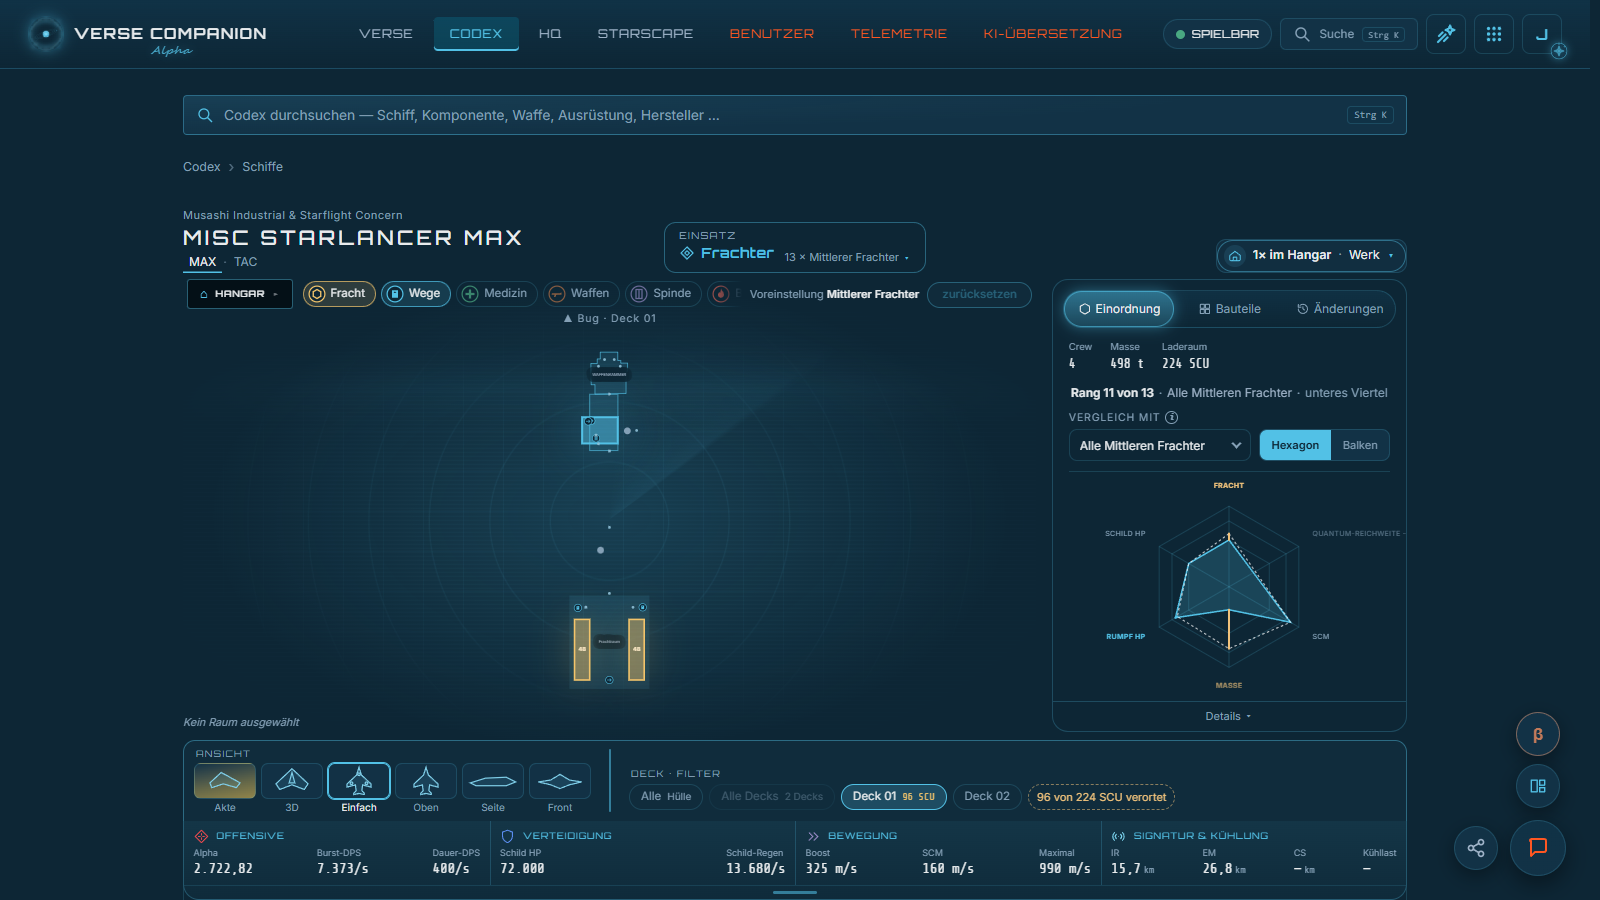 VERSE COMPANION
Alpha
VERSE
CODEX
HQ
STARSCAPE
BENUTZER
TELEMETRIE
KI-ÜBERSETZUNG
SPIELBAR
Suche Strg K
J
Codex durchsuchen — Schiff, Komponente, Waffe, Ausrüstung, Hersteller ...
Strg K
Codex > Schiffe
Musashi Industrial & Starflight Concern
MISC STARLANCER MAX
MAX · TAC
EINSATZ
Frachter 13 × Mittlerer Frachter
1× im Hangar · Werk
HANGAR
Fracht
Wege
Medizin
Waffen
Spinde
Voreinstellung Mittlerer Frachter
zurücksetzen
▲ Bug · Deck 01
48
48
Kein Raum ausgewählt
Einordnung
Bauteile
Änderungen
Crew Masse Laderaum
4 498 t 224 SCU
Rang 11 von 13 · Alle Mittleren Frachter · unteres Viertel
VERGLEICH MIT
Alle Mittleren Frachter
Hexagon
Balken
FRACHT
SCHILD HP
QUANTUM-REICHWEITE -
RUMPF HP
SCM
MASSE
Details
ANSICHT
Akte
3D
Einfach
Oben
Seite
Front
DECK · FILTER
Alle Hülle
Alle Decks 2 Decks
Deck 01 96 SCU
Deck 02
96 von 224 SCU verortet
OFFENSIVE
Alpha Burst-DPS Dauer-DPS
2.722,82 7.373/s 400/s
VERTEIDIGUNG
Schild HP Schild-Regen
72.000 13.680/s
BEWEGUNG
Boost SCM Maximal
325 m/s 160 m/s 990 m/s
SIGNATUR & KÜHLUNG
IR EM CS Kühllast
15,7 km 26,8 km – km –
β